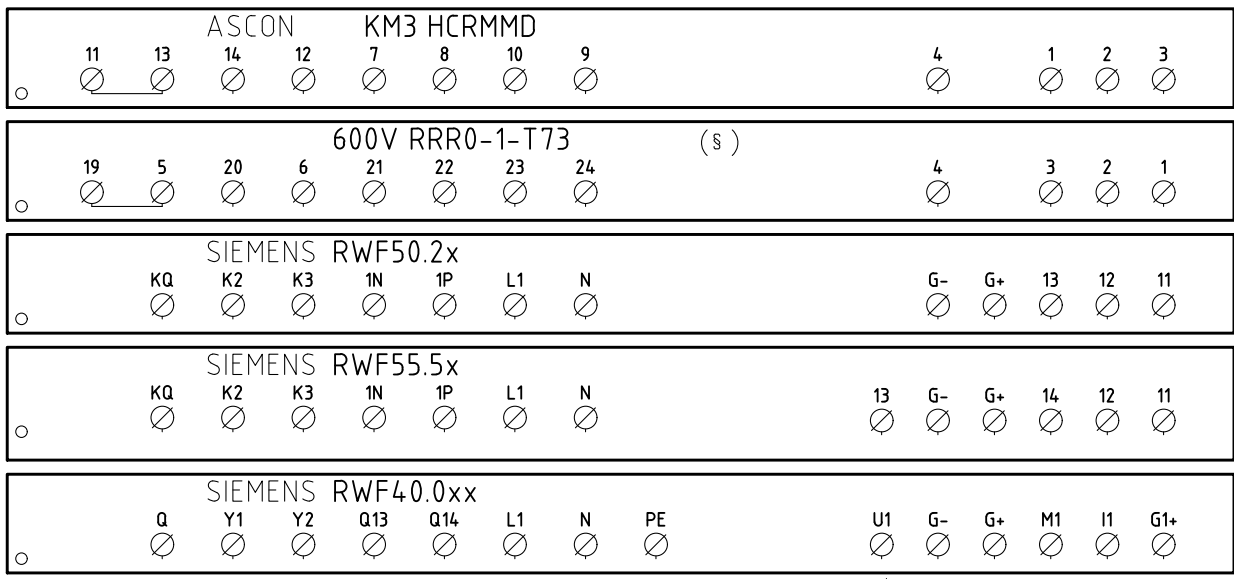 ASCON KM3 HCRMMD
11 13 14 12 7 8 10 9 4 1 2 3
600V RRR0-1-T73 (§)
19 5 20 6 21 22 23 24 4 3 2 1
SIEMENS RWF50.2x
KQ K2 K3 1N 1P L1 N G- G+ 13 12 11
SIEMENS RWF55.5x
KQ K2 K3 1N 1P L1 N 13 G- G+ 14 12 11
SIEMENS RWF40.0xx
Q Y1 Y2 Q13 Q14 L1 N PE U1 G- G+ M1 I1 G1+